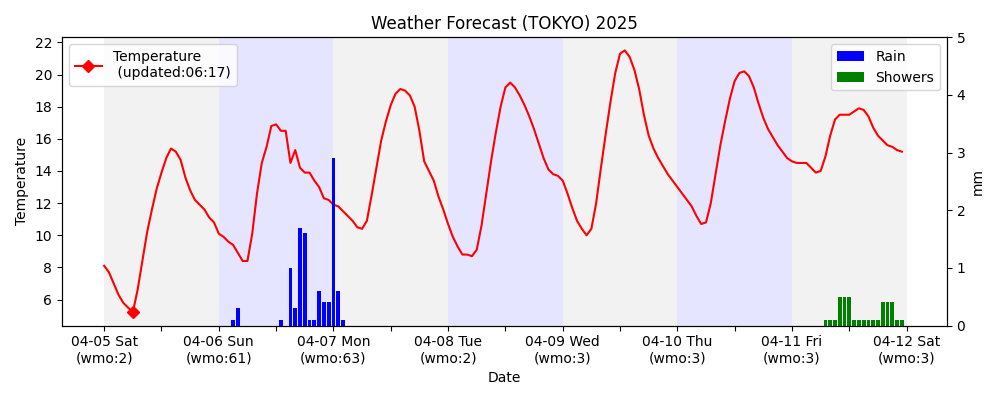 Weather Forecast (TOKYO) 2025
Temperature
(updated:06:17)
Rain
Showers
22
20
18
16
14
12
10
8
6
Temperature
5
4
3
2
1
0
mm
04-05 Sat
(wmo:2)
04-06 Sun
(wmo:61)
04-07 Mon
(wmo:63)
04-08 Tue
(wmo:2)
04-09 Wed
(wmo:3)
04-10 Thu
(wmo:3)
04-11 Fri
(wmo:3)
04-12 Sat
(wmo:3)
Date